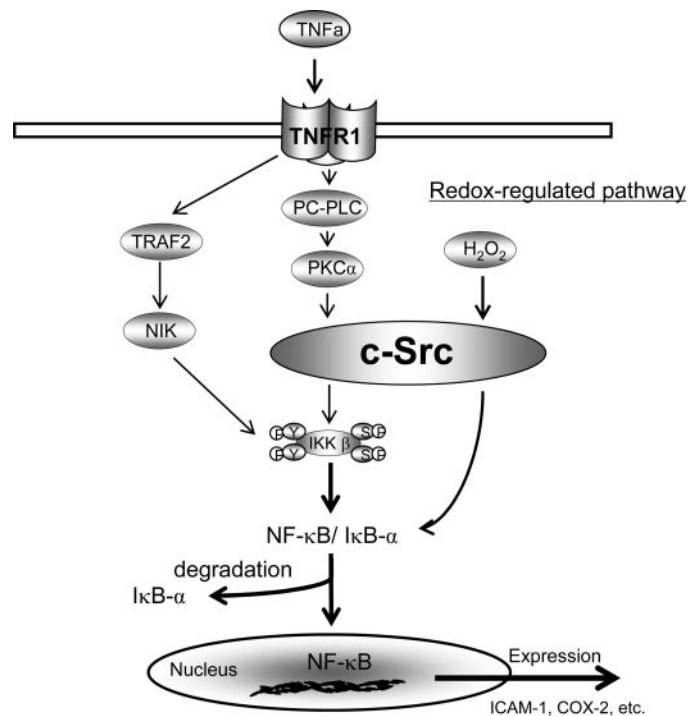 TNFa
TNFR1
Redox-regulated pathway
PC-PLC
TRAF2
H₂O₂
PKCα
NIK
c-Src
P Y IKK β S P
P Y S P
NF-κB/ IκB-α
degradation
IκB-α
Nucleus
NF-κB
Expression
ICAM-1, COX-2, etc.